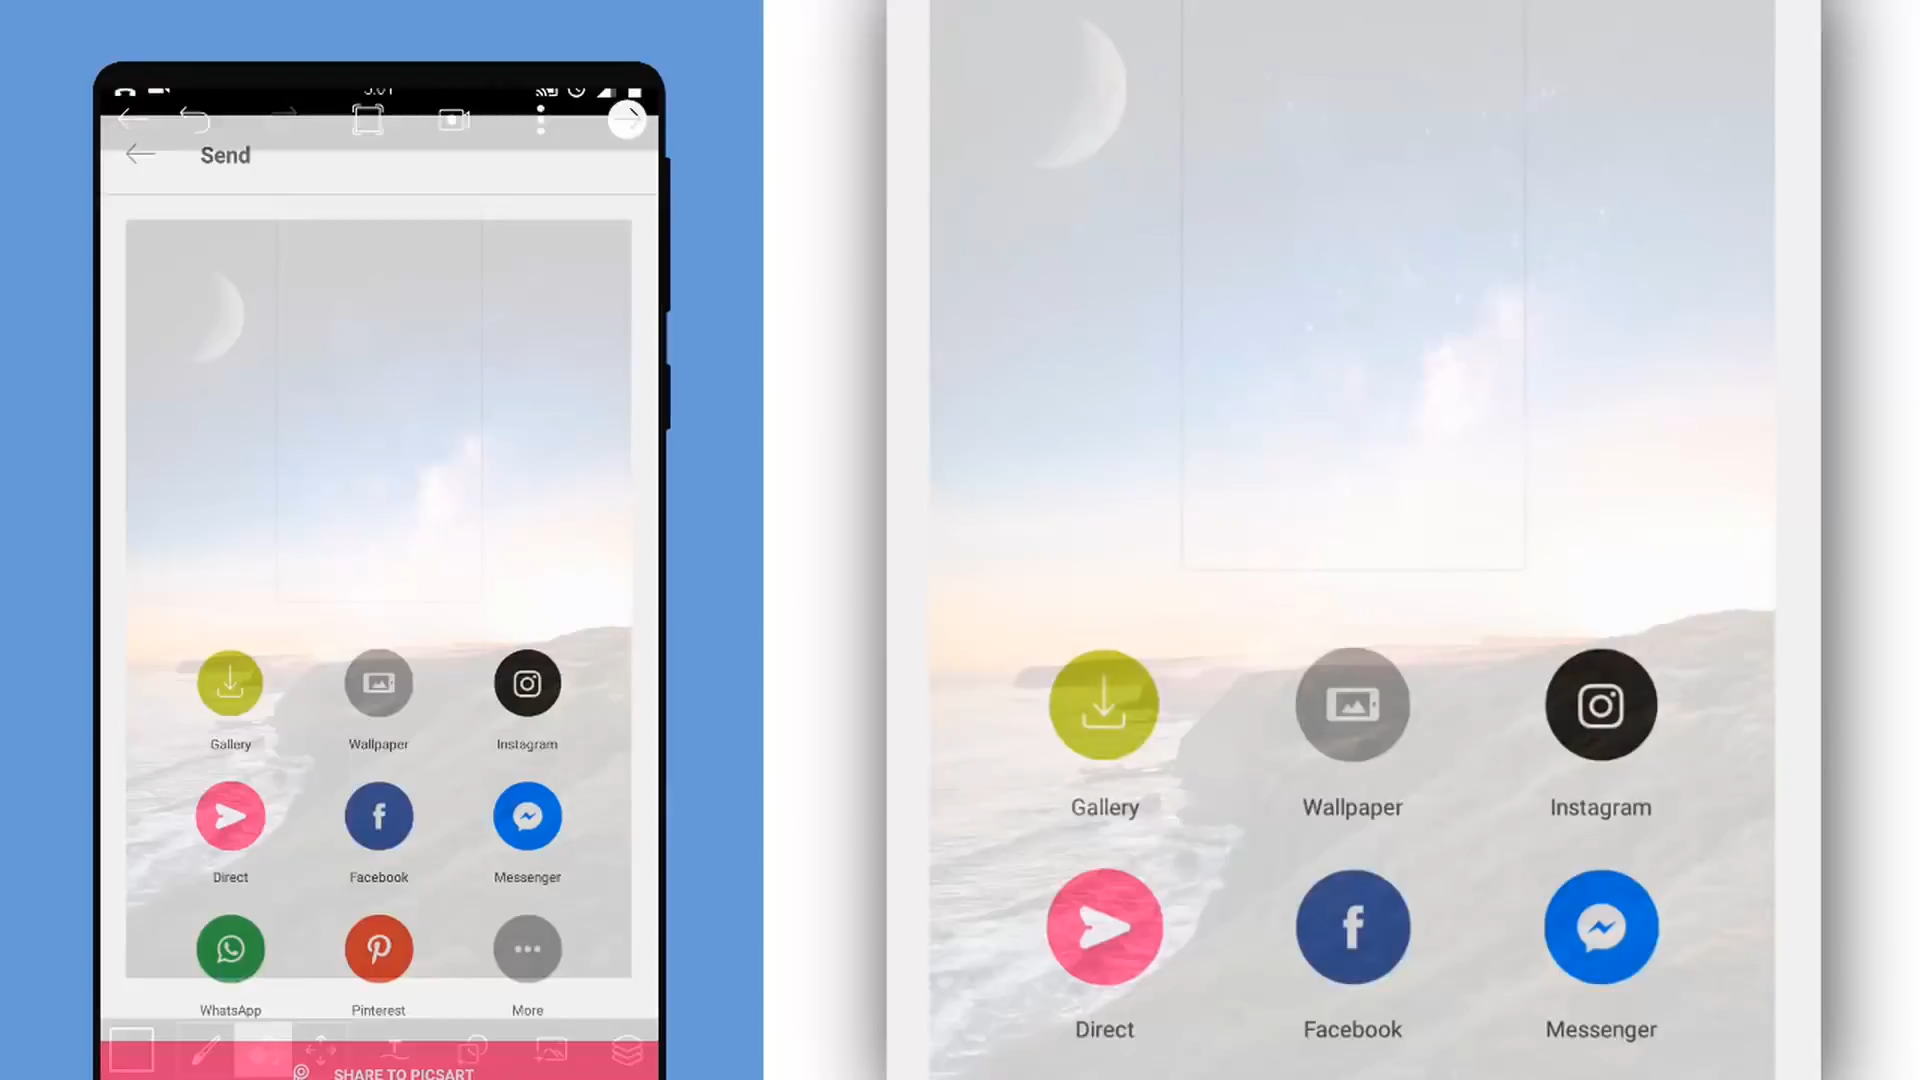 Send
Gallery Wallpaper Instagram
Direct Facebook Messenger
WhatsApp Pinterest More
SHARE TO PICSART
Gallery Wallpaper Instagram
Direct Facebook Messenger